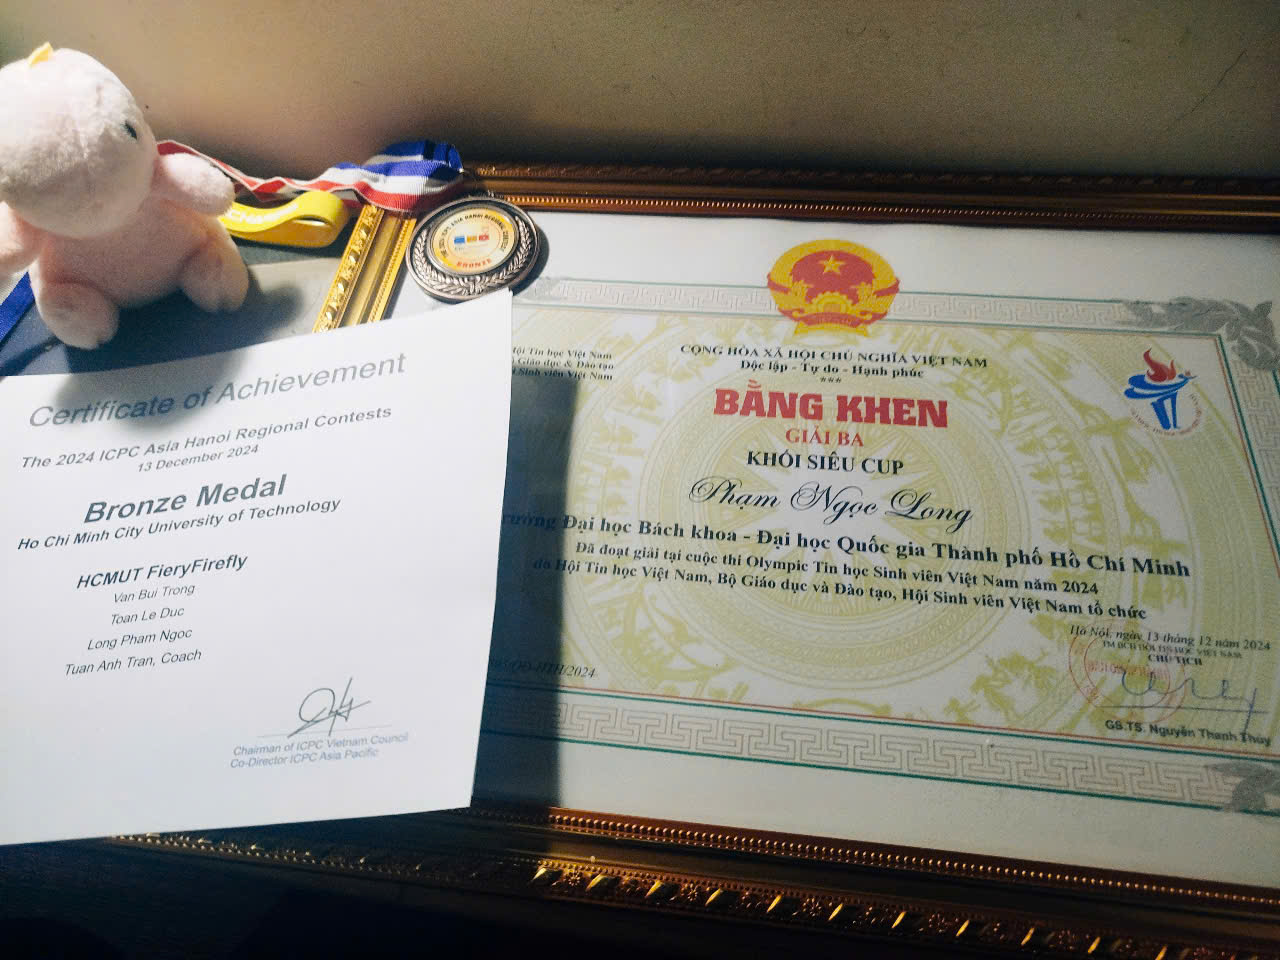 Certificate of Achievement
The 2024 ICPC Asia Hanoi Regional Contests
13 December 2024
Bronze Medal
Ho Chi Minh City University of Technology
HCMUT FieryFirefly
Van Bui Trong
Toan Le Duc
Long Pham Ngoc
Tuan Anh Tran, Coach
Chairman of ICPC Vietnam Council
Co-Director ICPC Asia Pacific
ASIA HANOI REGIONAL
BRONZE
Tin học Việt Nam
Giáo dục & Đào tạo
Sinh viên Việt Nam
CỘNG HÒA XÃ HỘI CHỦ NGHĨA VIỆT NAM
Độc lập - Tự do - Hạnh phúc
***
BẰNG KHEN
GIẢI BA
KHỐI SIÊU CUP
Phạm Ngọc Long
Trường Đại học Bách khoa - Đại học Quốc gia Thành phố Hồ Chí Minh
Đã đoạt giải tại cuộc thi Olympic Tin học Sinh viên Việt Nam năm 2024
do Hội Tin học Việt Nam, Bộ Giáo dục và Đào tạo, Hội Sinh viên Việt Nam tổ chức
Hà Nội, ngày 13 tháng 12 năm 2024
TM BCH HỘI TIN HỌC VIỆT NAM
CHỦ TỊCH
GS.TS. Nguyễn Thanh Thủy
/QĐ-HTH/2024